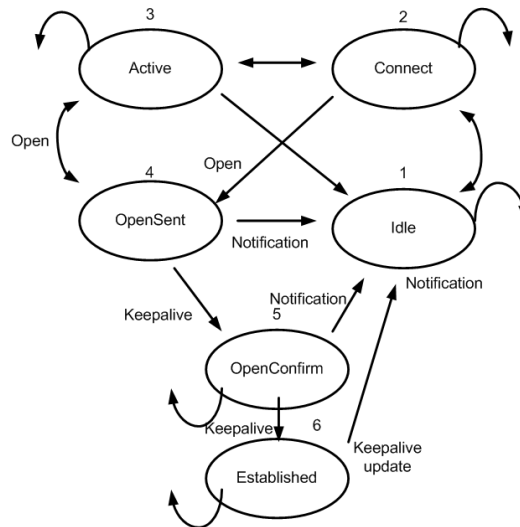 3
2
Active
Connect
Open
Open
4
1
OpenSent
Idle
Notification
Notification
Notification
Keepalive
5
OpenConfirm
Keepalive
6
Keepalive
update
Established